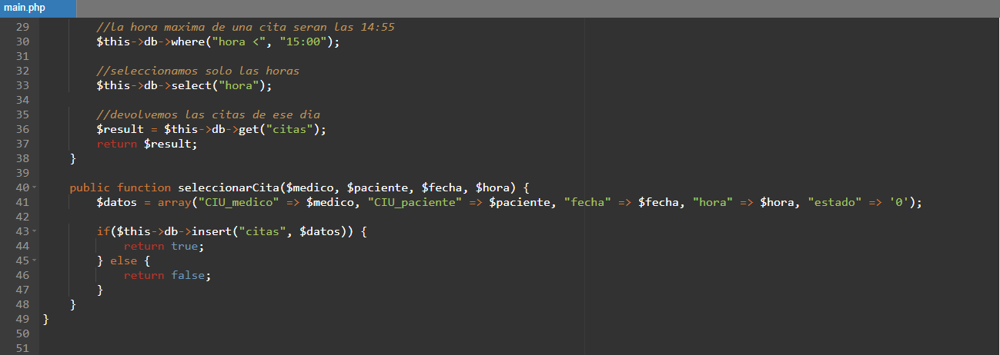 main.php
29 //la hora maxima de una cita seran las 14:55
30 $this->db->where("hora <", "15:00");
31
32 //seleccionamos solo las horas
33 $this->db->select("hora");
34
35 //devolvemos las citas de ese dia
36 $result = $this->db->get("citas");
37 return $result;
38 }
39
40 public function seleccionarCita($medico, $paciente, $fecha, $hora) {
41 $datos = array("CIU_medico" => $medico, "CIU_paciente" => $paciente, "fecha" => $fecha, "hora" => $hora, "estado" => '0');
42
43 if($this->db->insert("citas", $datos)) {
44 return true;
45 } else {
46 return false;
47 }
48 }
49 }
50
51